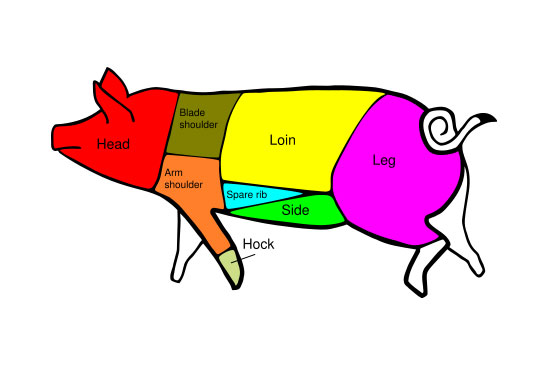 Head
Blade
shoulder
Loin
Leg
Arm
shoulder
Spare rib
Side
Hock